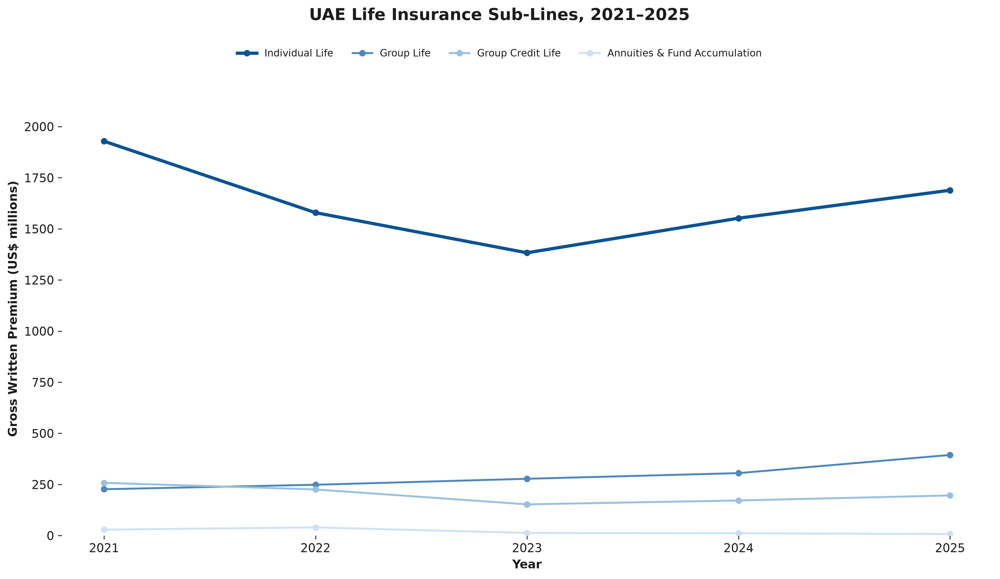 UAE Life Insurance Sub-Lines, 2021–2025
Individual Life
Group Life
Group Credit Life
Annuities & Fund Accumulation
Gross Written Premium (US$ millions)
2000
1750
1500
1250
1000
750
500
250
0
2021
2022
2023
2024
2025
Year